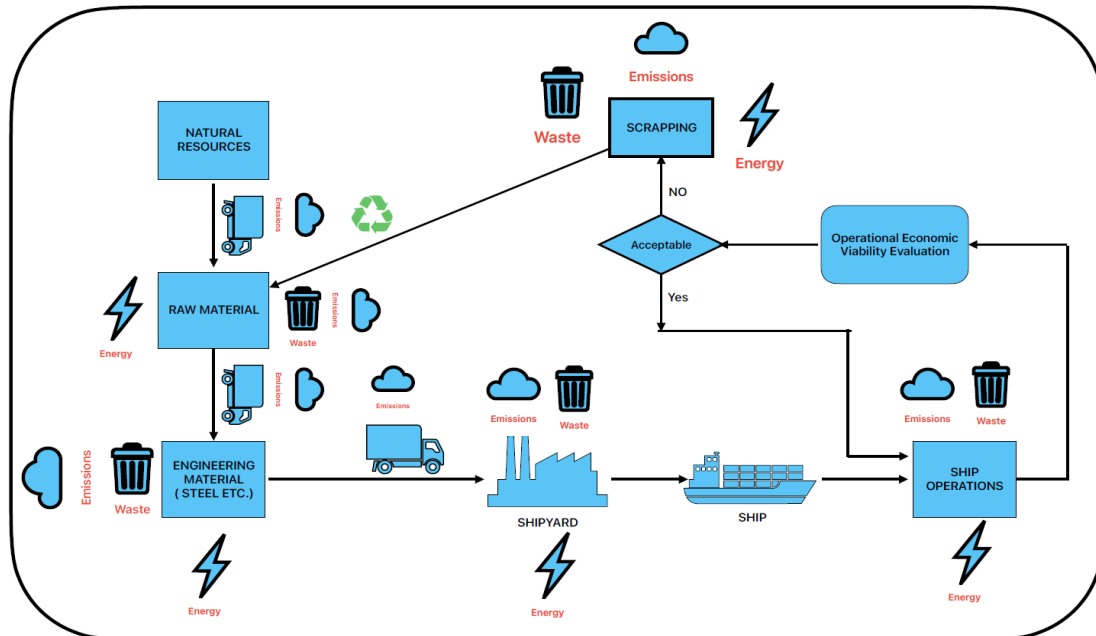 Emissions
Waste
SCRAPPING
Energy
NATURAL
RESOURCES
Emissions
NO
Acceptable
Operational Economic
Viability Evaluation
Yes
RAW MATERIAL
Emissions
Waste
Energy
Emissions
Emissions
Emissions
Waste
Emissions
Waste
Emissions
Waste
ENGINEERING
MATERIAL
( STEEL ETC.)
SHIPYARD
SHIP
SHIP
OPERATIONS
Energy
Energy
Energy